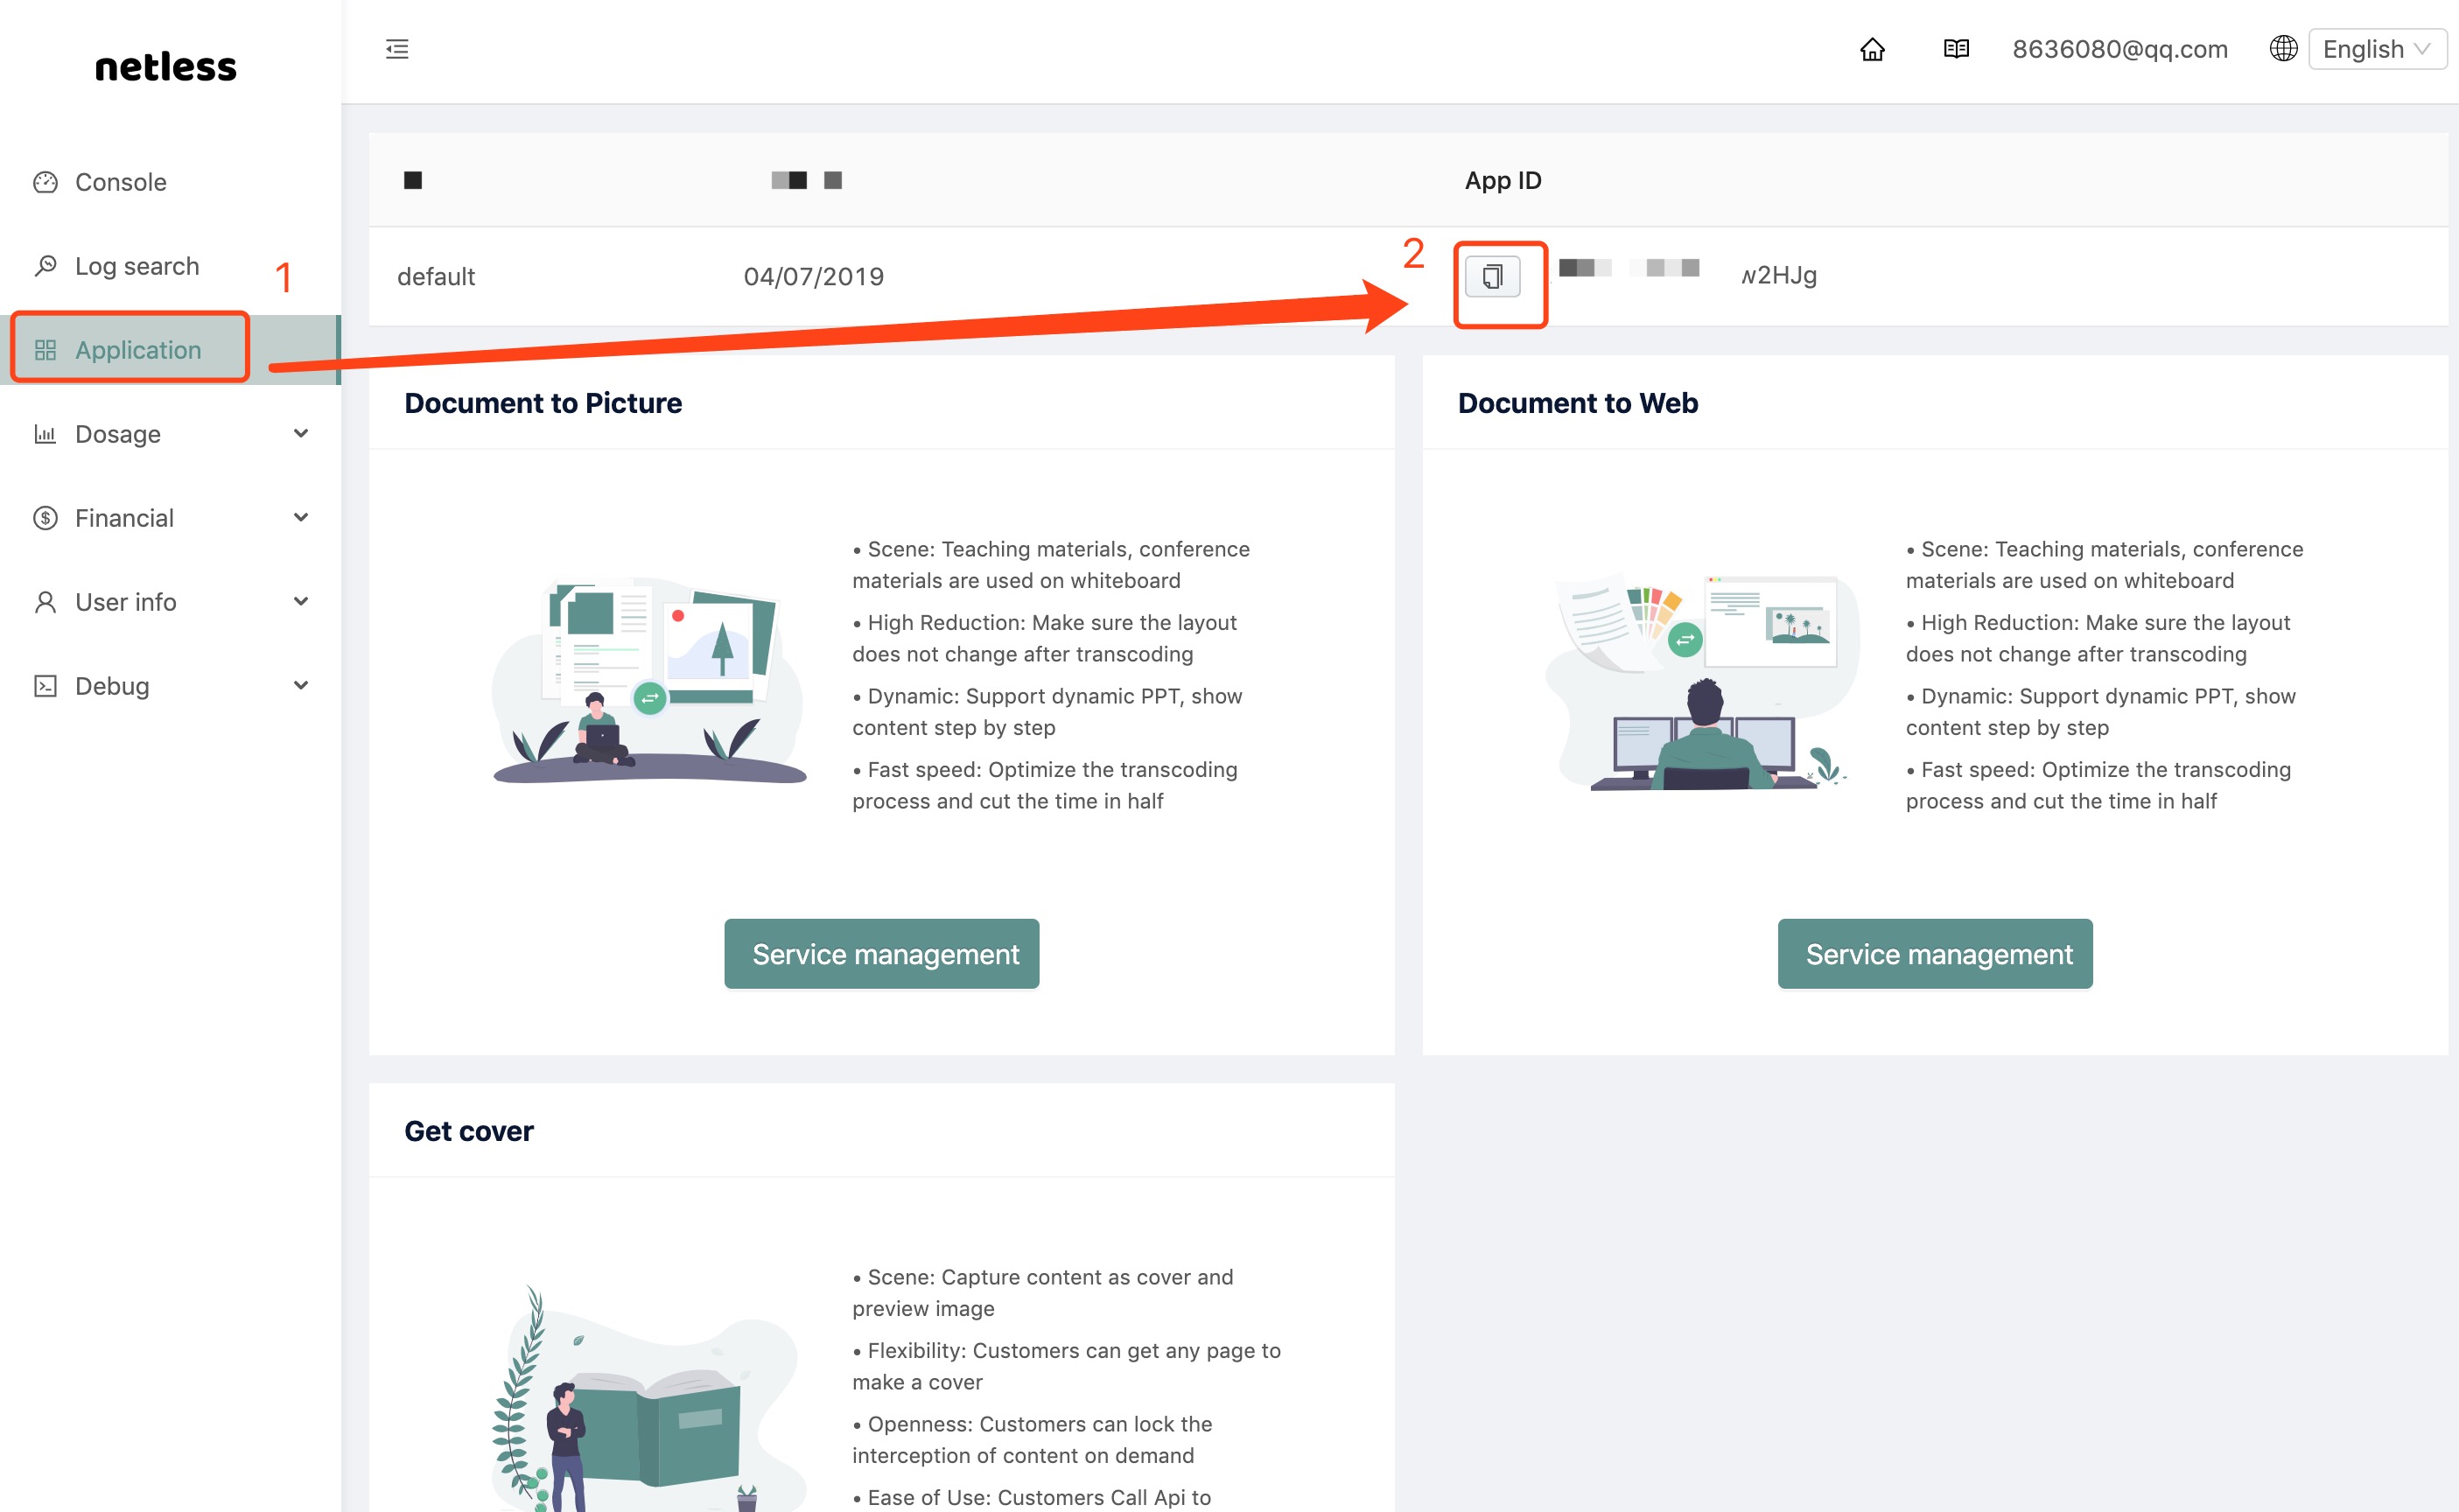 netless
8636080@qq.com
English
Console
Log search
1
Application
Dosage
Financial
User info
Debug
App ID
default
04/07/2019
2
w2HJg
Document to Picture
• Scene: Teaching materials, conference
materials are used on whiteboard
• High Reduction: Make sure the layout
does not change after transcoding
• Dynamic: Support dynamic PPT, show
content step by step
• Fast speed: Optimize the transcoding
process and cut the time in half
Service management
Document to Web
• Scene: Teaching materials, conference
materials are used on whiteboard
• High Reduction: Make sure the layout
does not change after transcoding
• Dynamic: Support dynamic PPT, show
content step by step
• Fast speed: Optimize the transcoding
process and cut the time in half
Service management
Get cover
• Scene: Capture content as cover and
preview image
• Flexibility: Customers can get any page to
make a cover
• Openness: Customers can lock the
interception of content on demand
• Ease of Use: Customers Call Api to